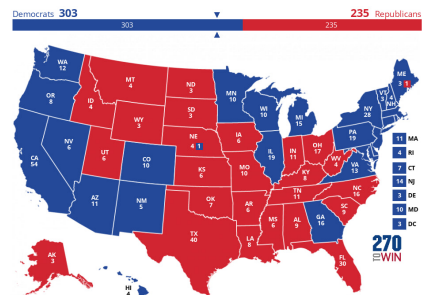 Democrats 303
235 Republicans
303
235
WA
12
OR
8
CA
54
NV
6
ID
4
MT
4
WY
3
UT
6
AZ
11
CO
10
NM
5
ND
3
SD
3
NE
4 1
KS
6
OK
7
TX
40
MN
10
IA
6
MO
10
AR
6
LA
8
WI
10
IL
19
MI
15
IN
11
OH
17
KY
8
TN
11
MS
6
AL
9
GA
16
FL
30
SC
9
NC
16
VA
13
WV
4
PA
19
NY
28
VT
3
NH
4
ME
3 1
11 MA
4 RI
7 CT
14 NJ
3 DE
10 MD
3 DC
AK
3
HI
4
270
TO WIN